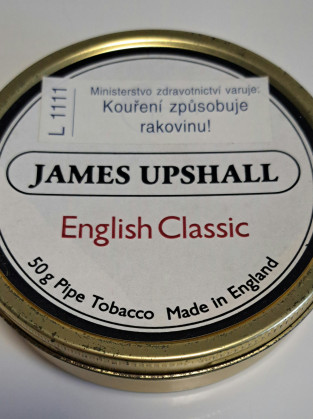 L 1111
Ministerstvo zdravotnictví varuje:
Kouření způsobuje
rakovinu!
JAMES UPSHALL
English Classic
50g Pipe Tobacco Made in England